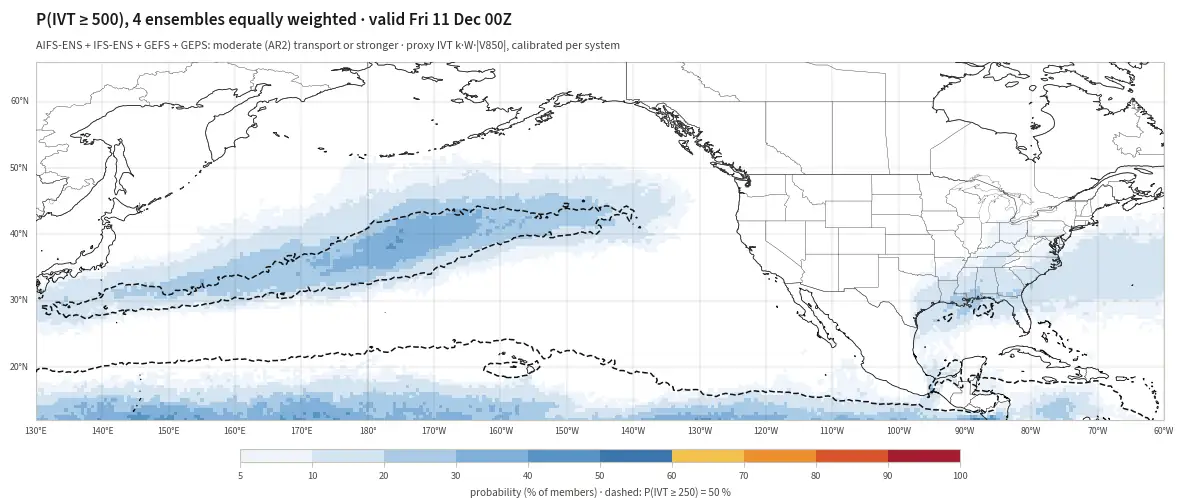 P(IVT ≥ 500), 4 ensembles equally weighted · valid Fri 11 Dec 00Z
AIFS-ENS + IFS-ENS + GEFS + GEPS: moderate (AR2) transport or stronger · proxy IVT k·W·|V850|, calibrated per system
60°N
50°N
40°N
30°N
20°N
130°E 140°E 150°E 160°E 170°E 180° 170°W 160°W 150°W 140°W 130°W 120°W 110°W 100°W 90°W 80°W 70°W 60°W
5 10 20 30 40 50 60 70 80 90 100
probability (% of members) · dashed: P(IVT ≥ 250) = 50 %